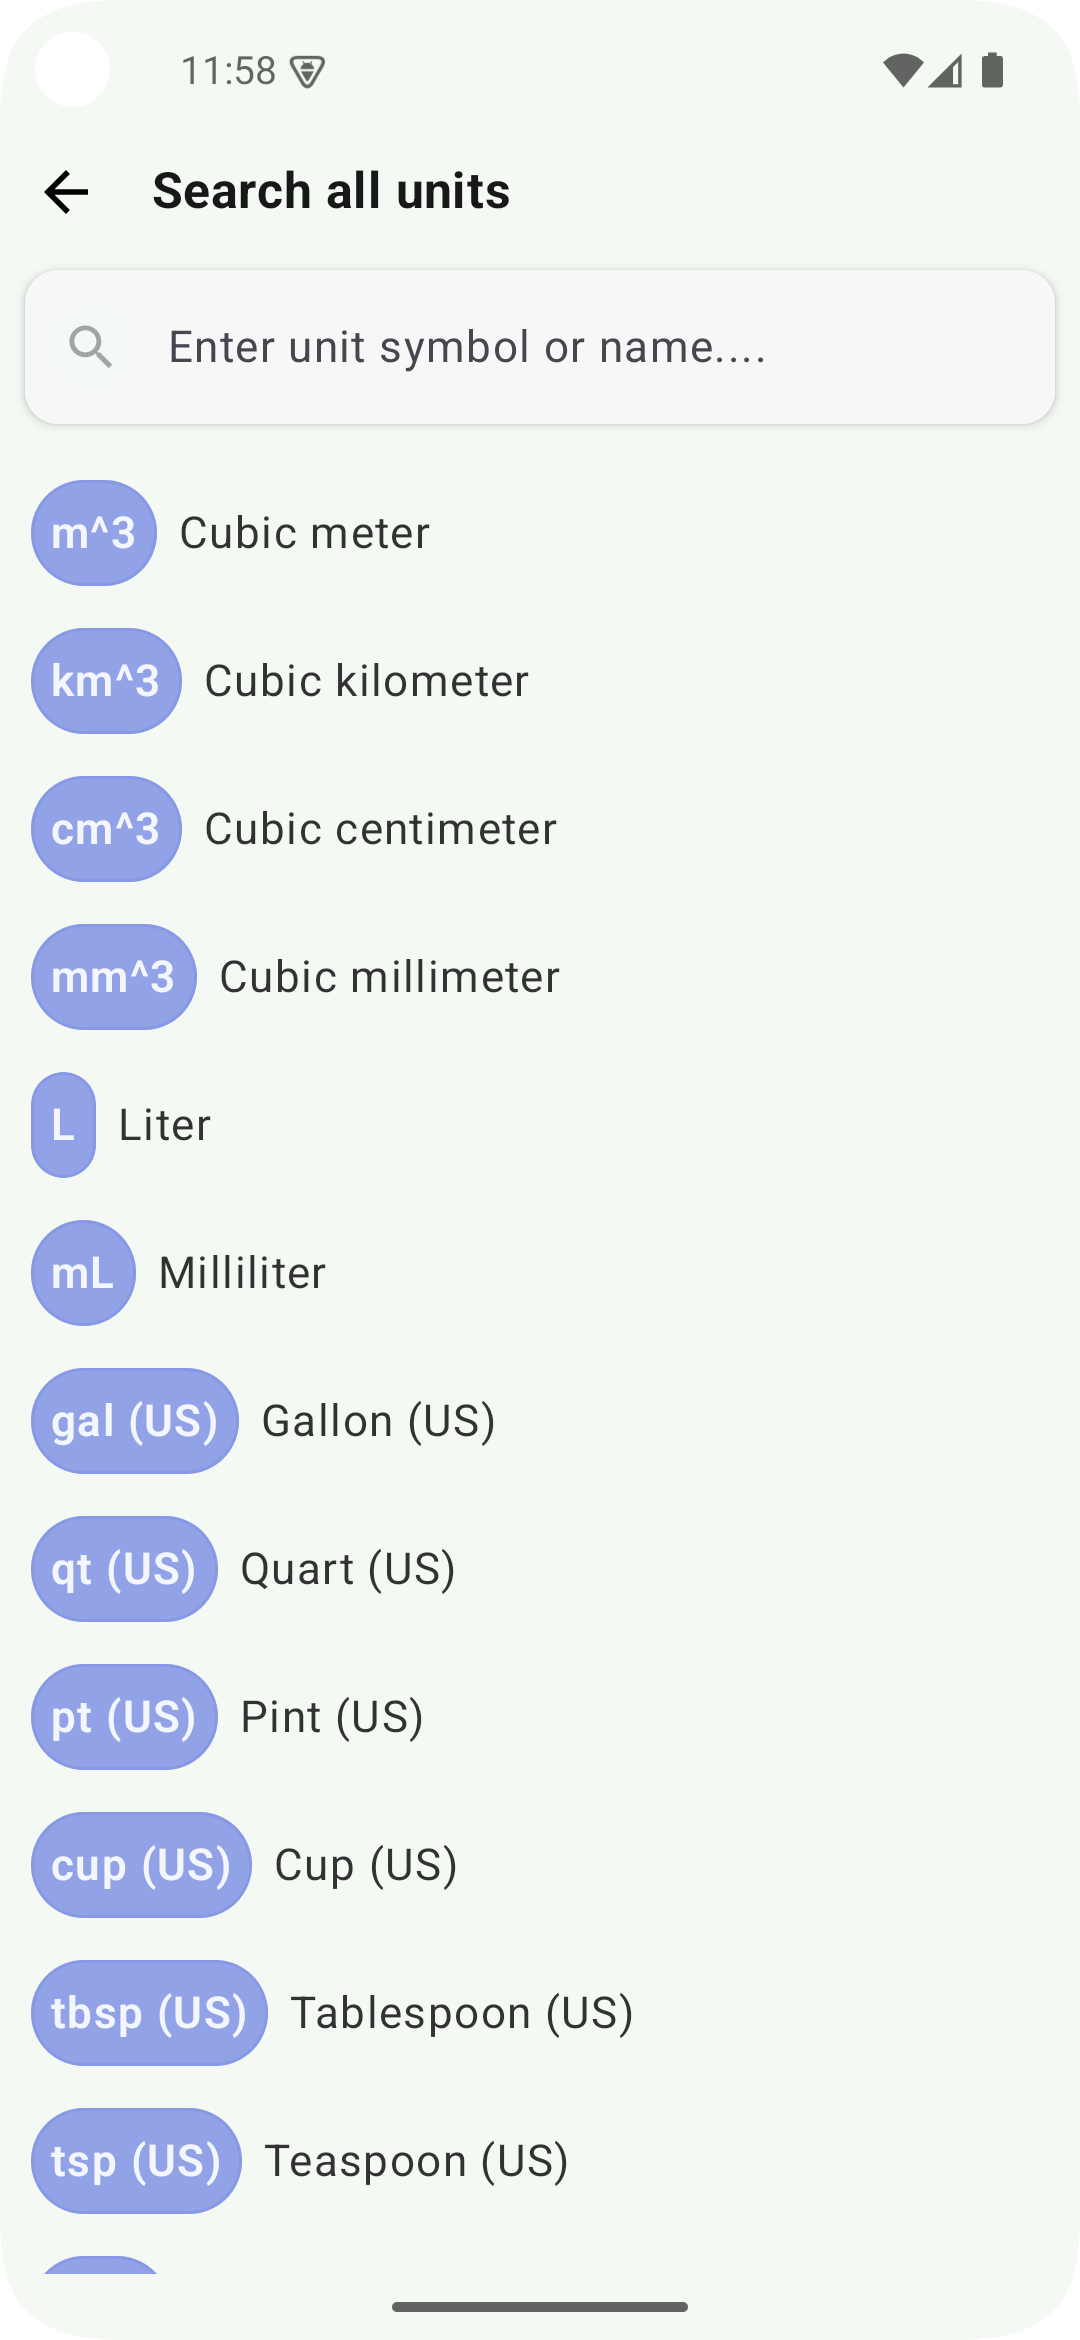 11:58
Search all units
Enter unit symbol or name....
m^3 Cubic meter
km^3 Cubic kilometer
cm^3 Cubic centimeter
mm^3 Cubic millimeter
L Liter
mL Milliliter
gal (US) Gallon (US)
qt (US) Quart (US)
pt (US) Pint (US)
cup (US) Cup (US)
tbsp (US) Tablespoon (US)
tsp (US) Teaspoon (US)